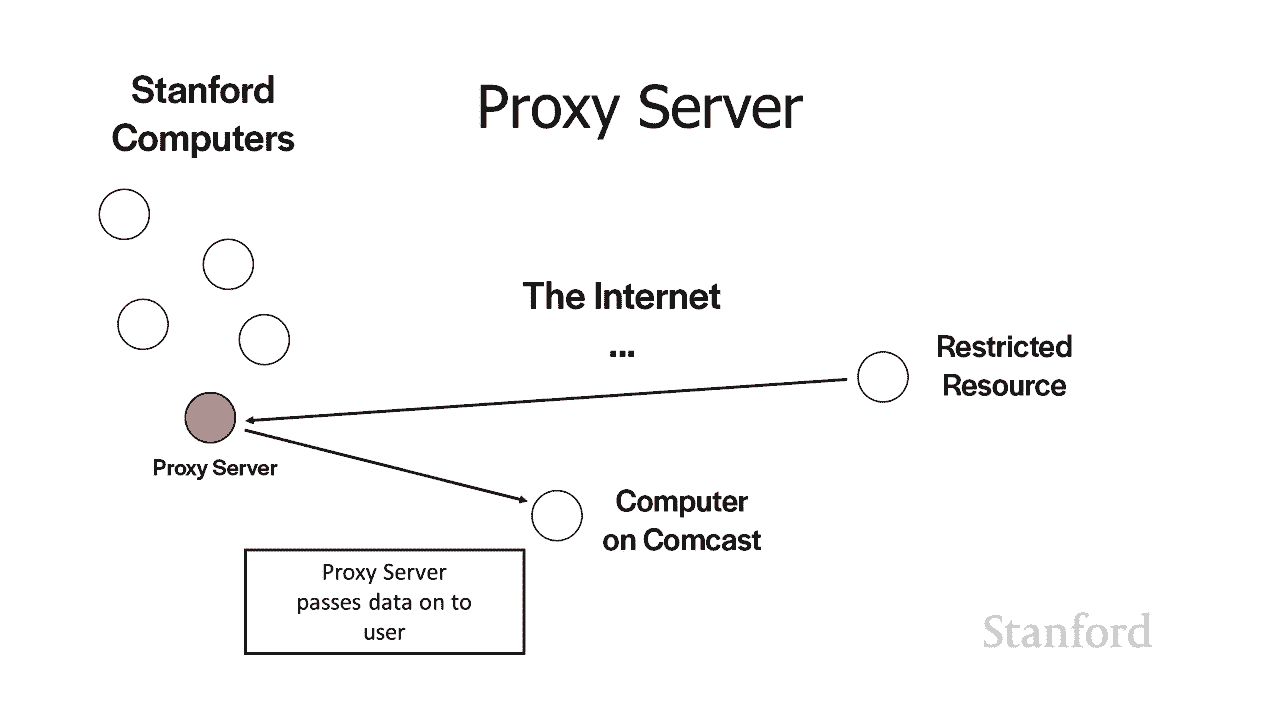 Stanford
Computers
Proxy Server
The Internet
...
Restricted
Resource
Proxy Server
Computer
on Comcast
Proxy Server
passes data on to
user
Stanford